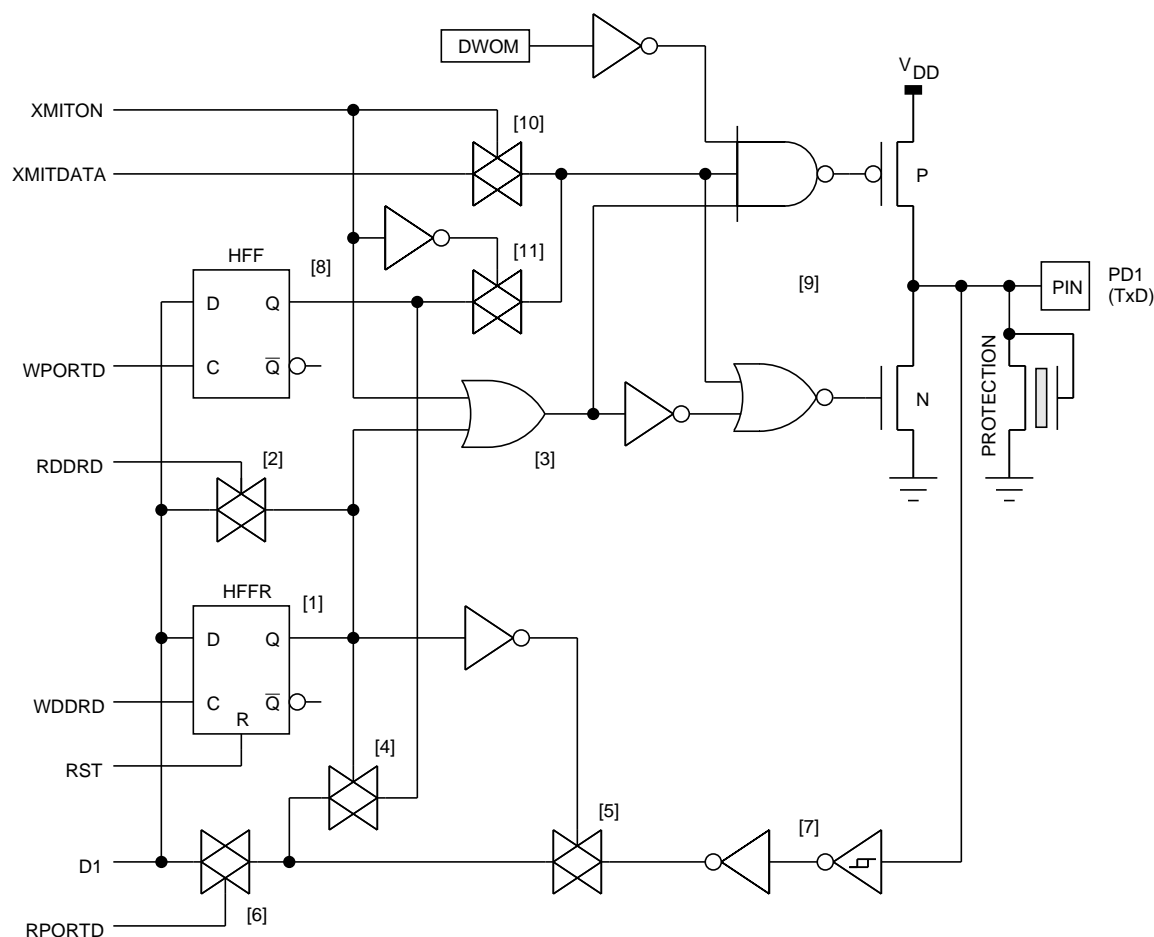 DWOM
V DD
XMITON
[10]
XMITDATA
P
[11]
HFF
[8]
[9]
D
Q
PIN
PD1
(TxD)
WPORTD
C
Q
PROTECTION
N
RDDRD
[2]
[3]
HFFR
[1]
D
Q
WDDRD
C
Q
R
RST
[4]
[5]
[7]
D1
[6]
RPORTD